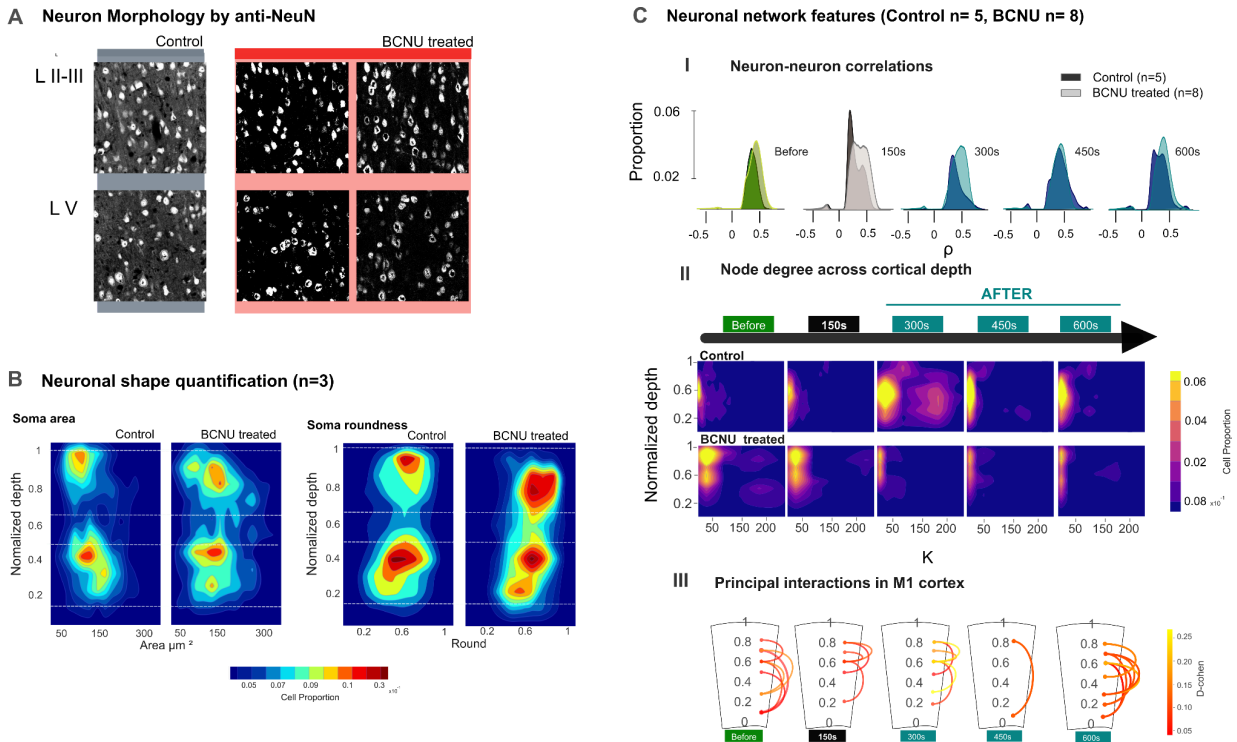 A Neuron Morphology by anti-NeuN
Control
BCNU treated
L II-III
L V
B Neuronal shape quantification (n=3)
Soma area
Control BCNU treated
Nomanlized depth
1
0.8
0.6
0.4
0.2
50 150 300 50 150 300
Area µm ²
Soma roundness
Control BCNU treated
Nomanlized depth
1
0.8
0.6
0.4
0.2
0.2 0.6 1 0.2 0.6 1
Round
0.05 0.07 0.09 0.1 0.3
Cell Proportion
C Neuronal network features (Control n= 5, BCNU n= 8)
I Neuron-neuron correlations
Control (n=5)
BCNU treated (n=8)
Proportion
0.06
0.02
Before 150s 300s 450s 600s
-0.5 0 0.5 -0.5 0 0.5 -0.5 0 0.5 -0.5 0 0.5 -0.5 0 0.5
ρ
II Node degree across cortical depth
AFTER
Before 150s 300s 450s 600s
Control
1
0.6
0.2
BCNU treated
1
0.6
0.2
Normalized depth
50 150 200 50 150 200 50 150 200 50 150 200 50 150 200
K
0.06
0.04
0.02
0.08
Cell Proportion
III Principal interactions in M1 cortex
1 1 1 1 1
0.8 0.8 0.8 0.8 0.8
0.6 0.6 0.6 0.6 0.6
0.4 0.4 0.4 0.4 0.4
0.2 0.2 0.2 0.2 0.2
0 0 0 0 0
Before 150s 300s 450s 600s
0.25
0.20
0.15
0.10
0.05
D-cohen